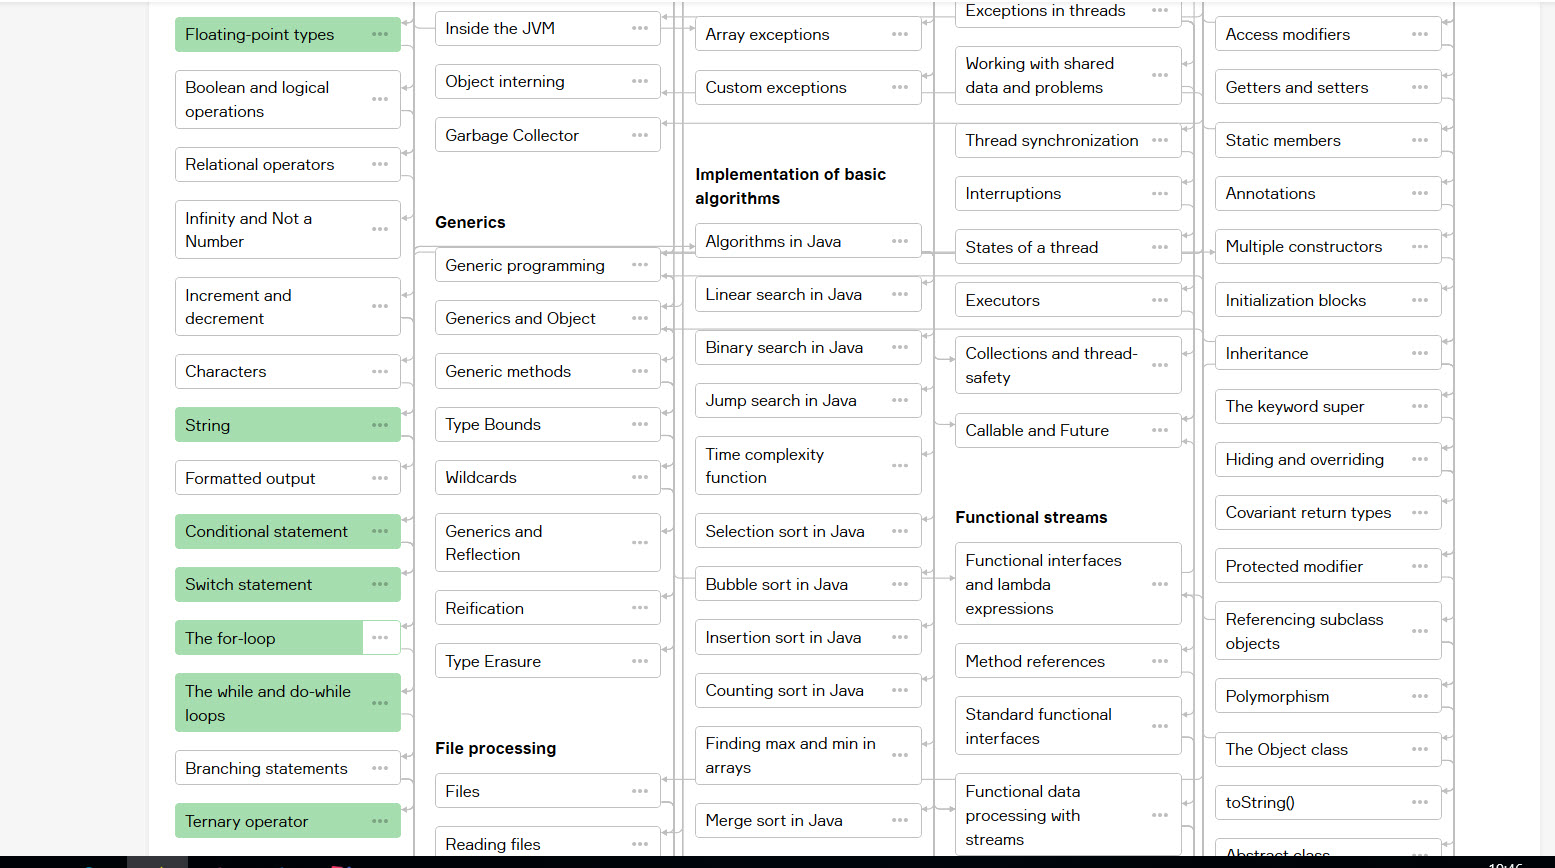 Floating-point types
Boolean and logical
operations
Relational operators
Infinity and Not a
Number
Increment and
decrement
Characters
String
Formatted output
Conditional statement
Switch statement
The for-loop
The while and do-while
loops
Branching statements
Ternary operator
Inside the JVM
Object interning
Garbage Collector
Generics
Generic programming
Generics and Object
Generic methods
Type Bounds
Wildcards
Generics and
Reflection
Reification
Type Erasure
File processing
Files
Reading files
Array exceptions
Custom exceptions
Implementation of basic
algorithms
Algorithms in Java
Linear search in Java
Binary search in Java
Jump search in Java
Time complexity
function
Selection sort in Java
Bubble sort in Java
Insertion sort in Java
Counting sort in Java
Finding max and min in
arrays
Merge sort in Java
Exceptions in threads
Working with shared
data and problems
Thread synchronization
Interruptions
States of a thread
Executors
Collections and thread-
safety
Callable and Future
Functional streams
Functional interfaces
and lambda
expressions
Method references
Standard functional
interfaces
Functional data
processing with
streams
Access modifiers
Getters and setters
Static members
Annotations
Multiple constructors
Initialization blocks
Inheritance
The keyword super
Hiding and overriding
Covariant return types
Protected modifier
Referencing subclass
objects
Polymorphism
The Object class
toString()
Abstract class